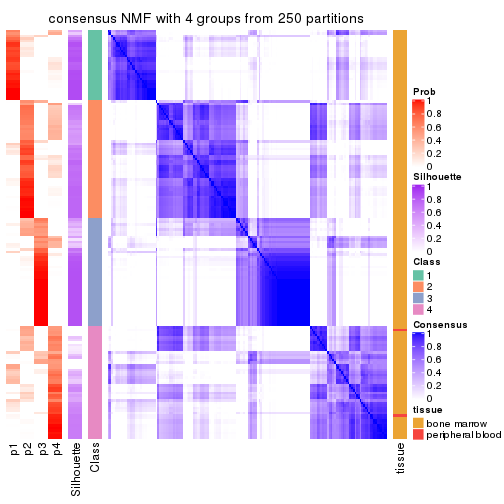 consensus NMF with 4 groups from 250 partitions
Prob
1
0.8
0.6
0.4
0.2
0
Silhouette
1
0.8
0.6
0.4
0.2
0
Class
1
2
3
4
Consensus
1
0.8
0.6
0.4
0.2
0
tissue
bone marrow
peripheral blood
p1
p2
p3
p4
Silhouette
Class
tissue